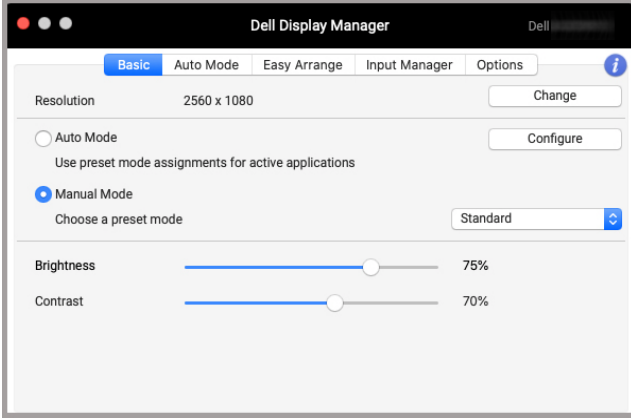 Dell Display Manager
Dell
Basic Auto Mode Easy Arrange Input Manager Options
i
Resolution 2560 x 1080 Change
Auto Mode Configure
Use preset mode assignments for active applications
Manual Mode
Choose a preset mode Standard
Brightness 75%
Contrast 70%